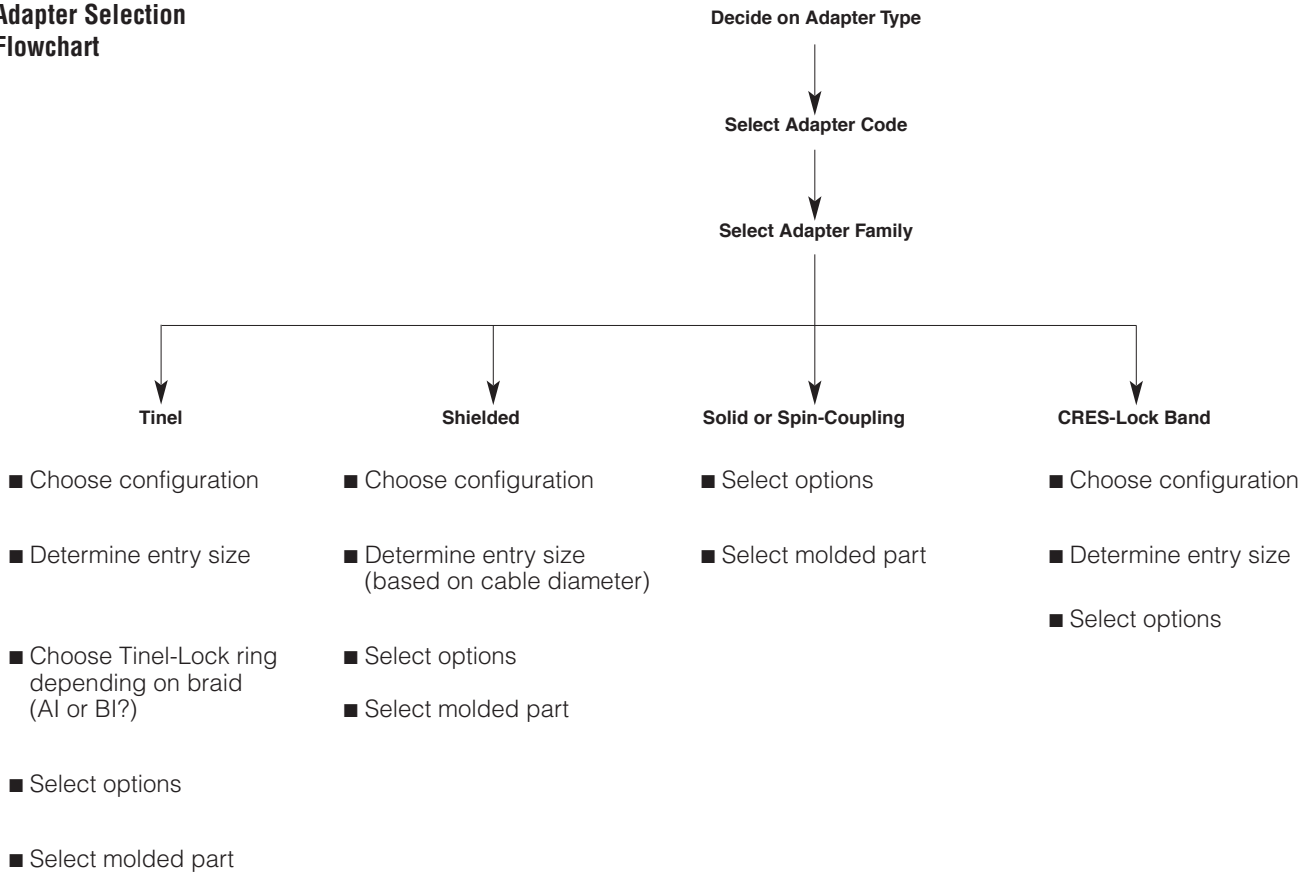 Adapter Selection
Flowchart
Decide on Adapter Type
Select Adapter Code
Select Adapter Family
Tinel
■ Choose configuration
■ Determine entry size
■ Choose Tinel-Lock ring
depending on braid
(AI or BI?)
■ Select options
■ Select molded part
Shielded
■ Choose configuration
■ Determine entry size
(based on cable diameter)
■ Select options
■ Select molded part
Solid or Spin-Coupling
■ Select options
■ Select molded part
CRES-Lock Band
■ Choose configuration
■ Determine entry size
■ Select options